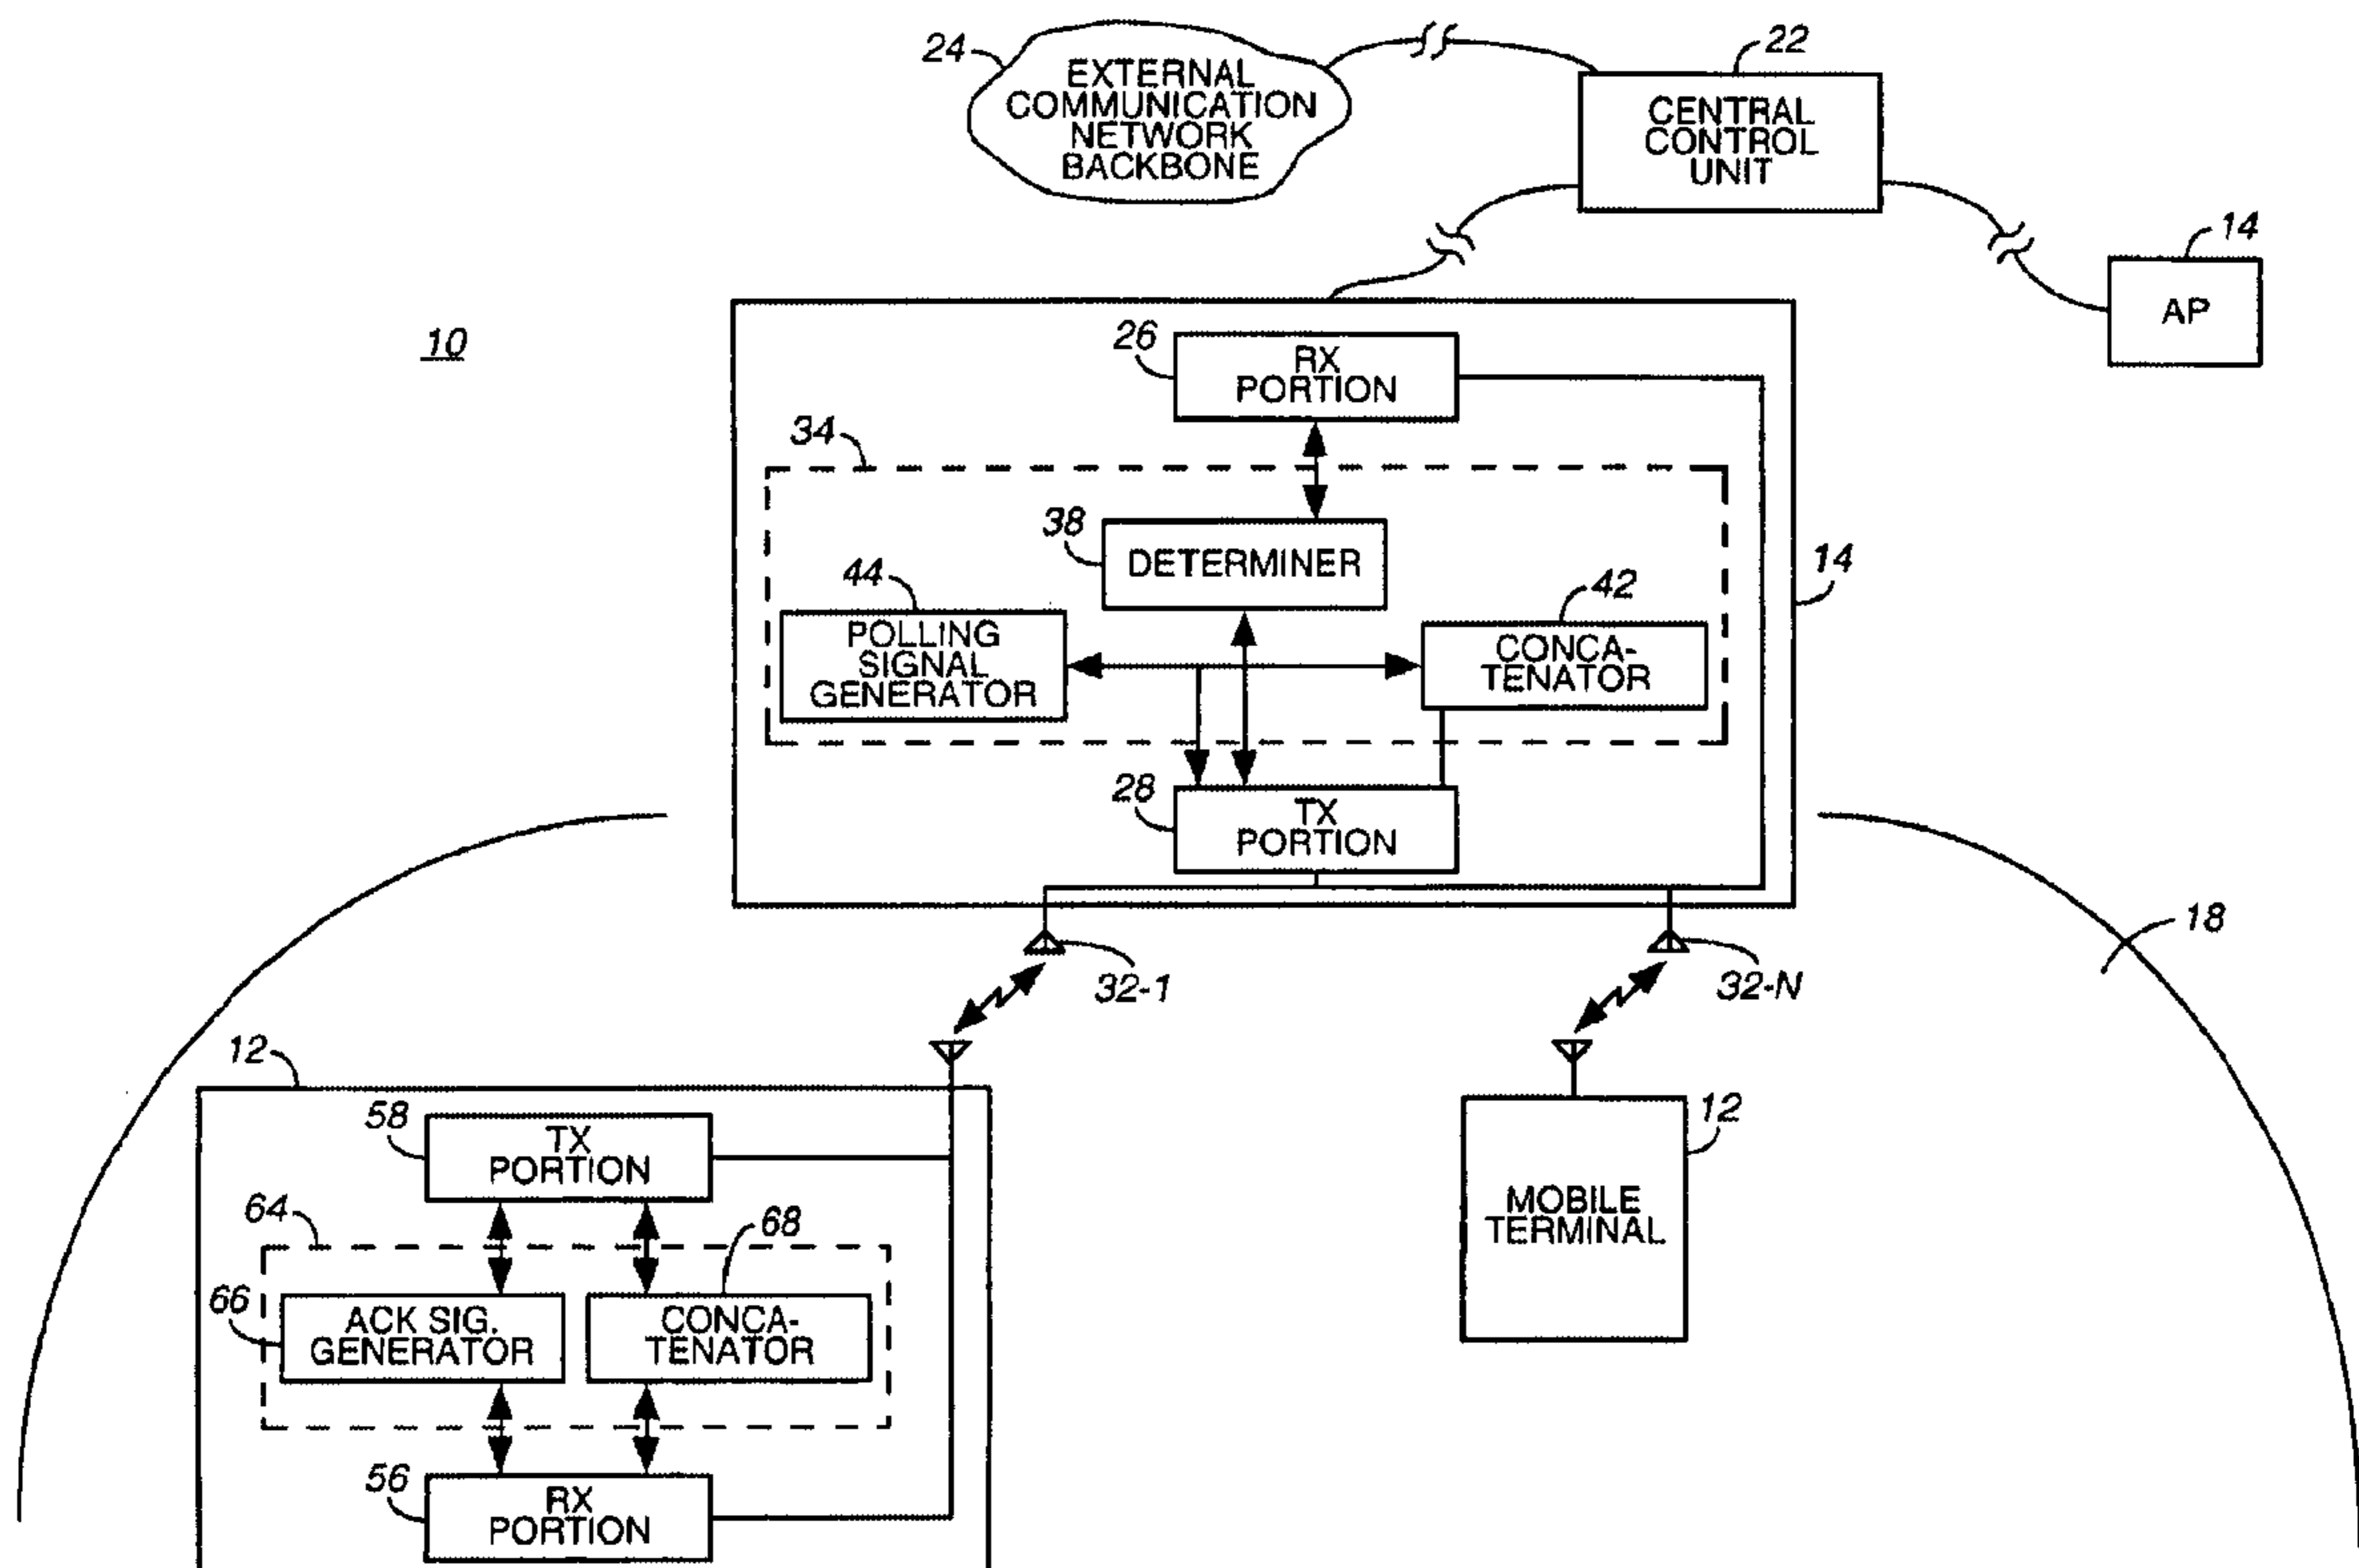 24
EXTERNAL
COMMUNICATION
NETWORK
BACKBONE
22
CENTRAL
CONTROL
UNIT
14
AP
10
26
RX
PORTION
34
38
DETERMINER
14
44
POLLING
SIGNAL
GENERATOR
42
CONCA-
TENATOR
28
TX
PORTION
18
32-1
32-N
12
58
TX
PORTION
12
MOBILE
TERMINAL
64
68
66
ACK SIG.
GENERATOR
CONCA-
TENATOR
56
RX
PORTION